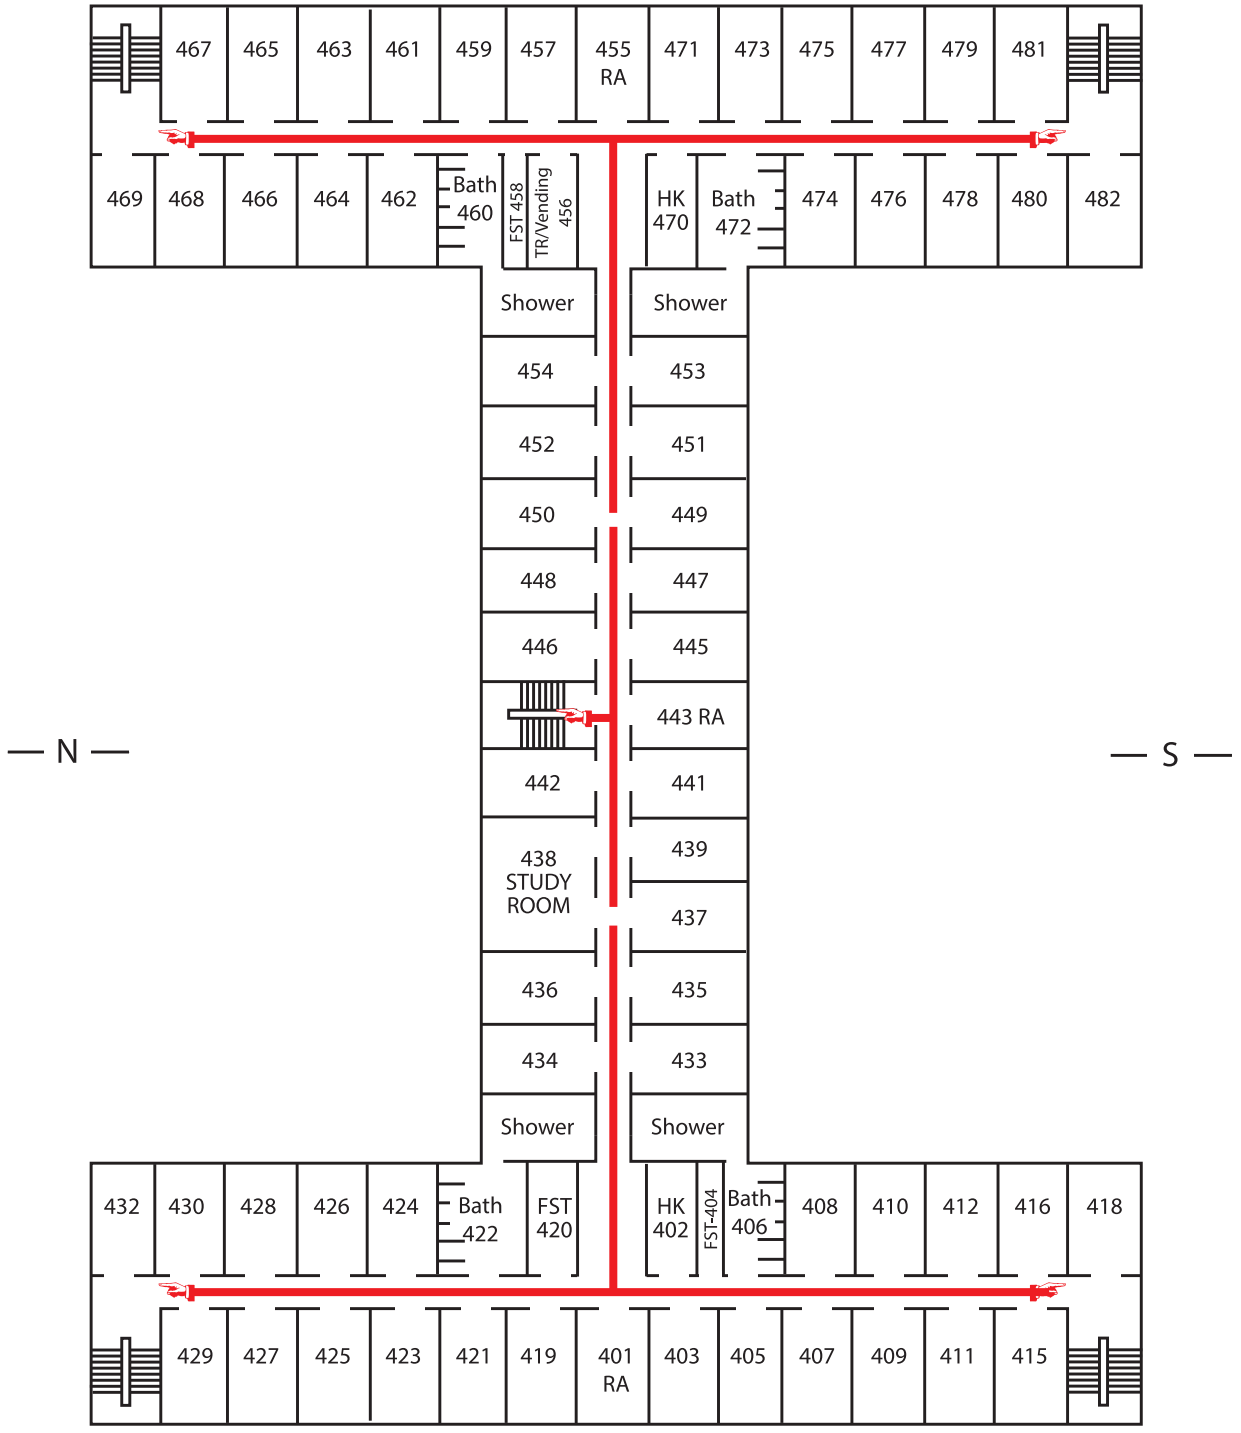 467 465 463 461 459 457 455 471 473 475 477 479 481
RA
469 468 466 464 462 Bath 460 FST 458 TR/Vending 456 HK 470 Bath 472 474 476 478 480 482
Shower Shower
454 453
452 451
450 449
448 447
446 445
443 RA
N S
442 441
438 STUDY ROOM
439
437
436 435
434 433
Shower Shower
432 430 428 426 424 Bath 422 FST 420 HK 402 FST-404 Bath 406 408 410 412 416 418
429 427 425 423 421 419 401 403 405 407 409 411 415
RA